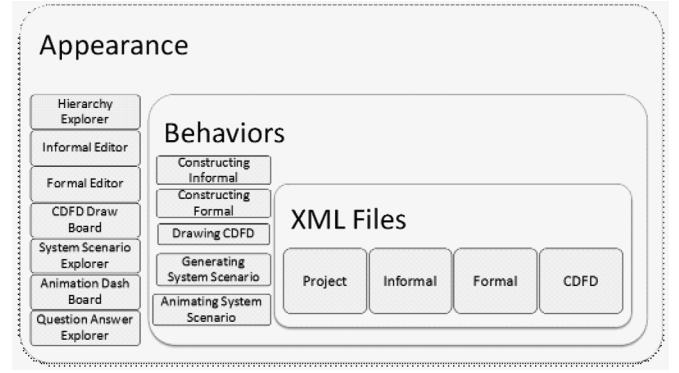 Appearance
Hierarchy
Explorer
Informal Editor
Formal Editor
CDFD Draw
Board
System Scenario
Explorer
Animation Dash
Board
Question Answer
Explorer
Behaviors
Constructing
Informal
Constructing
Formal
Drawing CDFD
Generating
System Scenario
Animating System
Scenario
XML Files
Project
Informal
Formal
CDFD